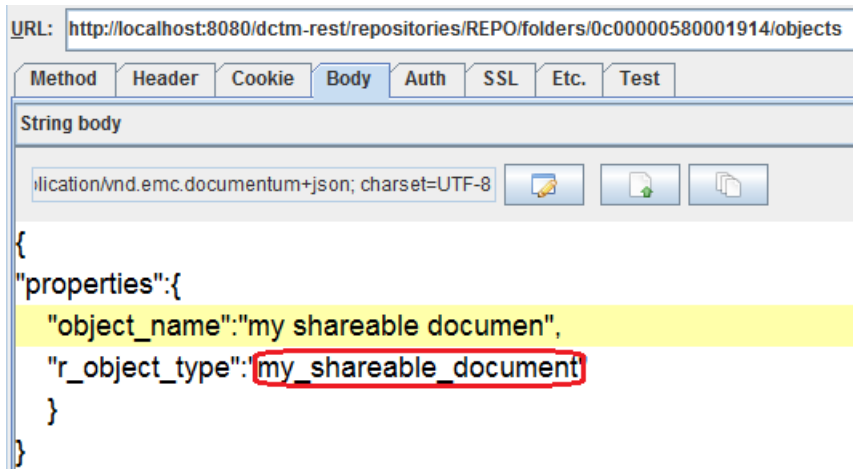 URL: http://localhost:8080/dctm-rest/repositories/REPO/folders/0c00000580001914/objects
Method Header Cookie Body Auth SSL Etc. Test
String body
lication/vnd.emc.documentum+json; charset=UTF-8
{
"properties":{
"object_name":"my shareable documen",
"r_object_type":"my_shareable_document"
}
}